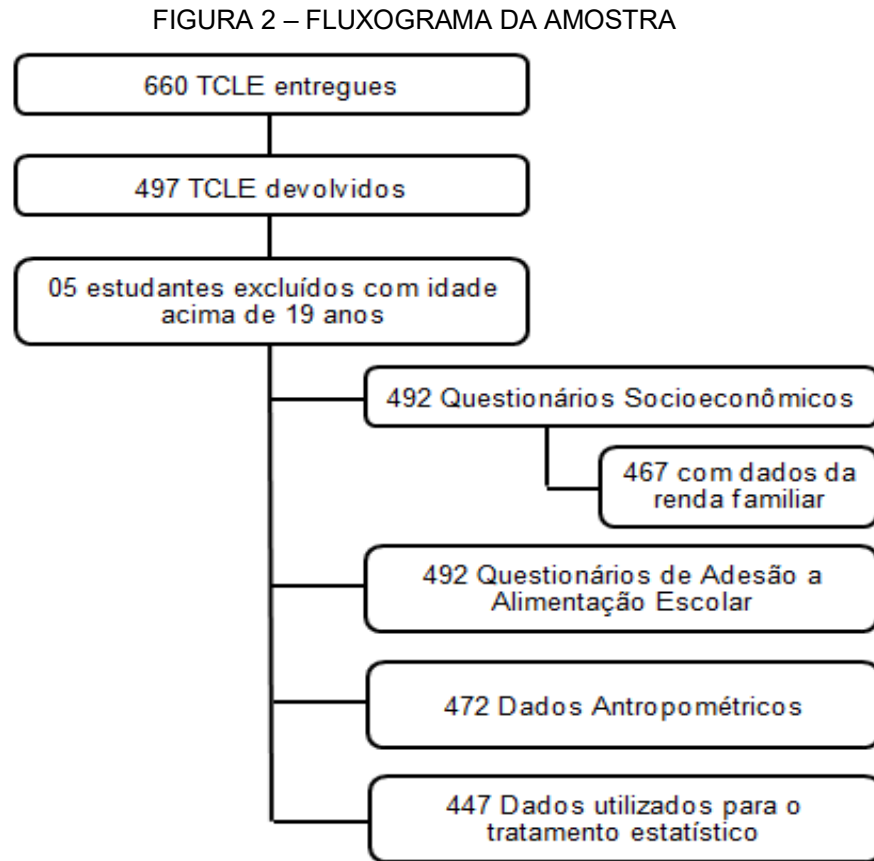 FIGURA 2 – FLUXOGRAMA DA AMOSTRA
660 TCLE entregues
497 TCLE devolvidos
05 estudantes excluídos com idade
acima de 19 anos
492 Questionários Socioeconômicos
467 com dados da
renda familiar
492 Questionários de Adesão a
Alimentação Escolar
472 Dados Antropométricos
447 Dados utilizados para o
tratamento estatístico